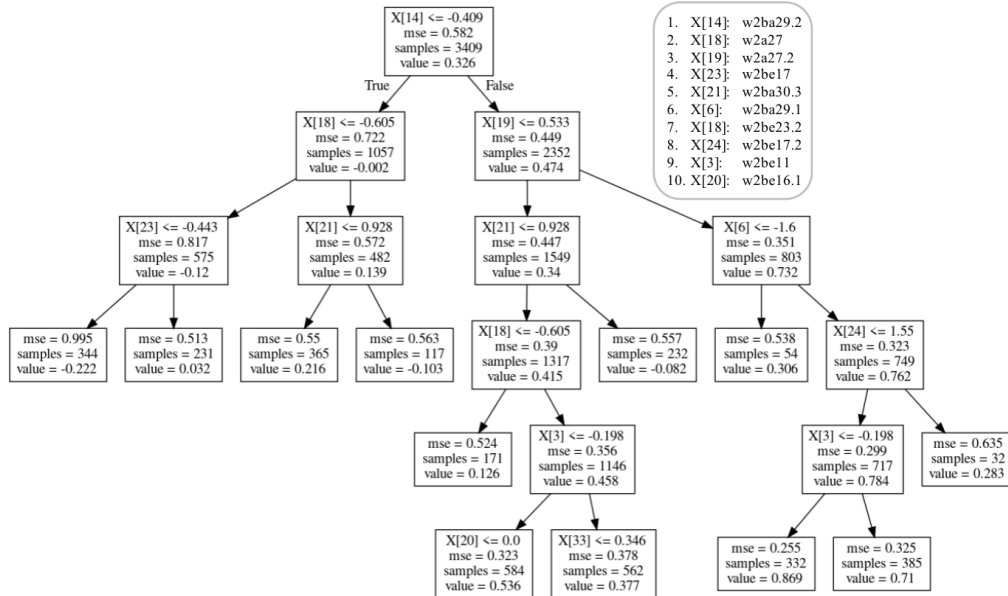 X[14] <= -0.409
mse = 0.582
samples = 3409
value = 0.326
1. X[14]: w2ba29.2
2. X[18]: w2a27
3. X[19]: w2a27.2
4. X[23]: w2be17
5. X[21]: w2ba30.3
6. X[6]: w2ba29.1
7. X[18]: w2be23.2
8. X[24]: w2be17.2
9. X[3]: w2be11
10. X[20]: w2be16.1
True
False
X[18] <= -0.605
mse = 0.722
samples = 1057
value = -0.002
X[19] <= 0.533
mse = 0.449
samples = 2352
value = 0.474
X[23] <= -0.443
mse = 0.817
samples = 575
value = -0.12
X[21] <= 0.928
mse = 0.572
samples = 482
value = 0.139
X[21] <= 0.928
mse = 0.447
samples = 1549
value = 0.34
X[6] <= -1.6
mse = 0.351
samples = 803
value = 0.732
mse = 0.995
samples = 344
value = -0.222
mse = 0.513
samples = 231
value = 0.032
mse = 0.55
samples = 365
value = 0.216
mse = 0.563
samples = 117
value = -0.103
X[18] <= -0.605
mse = 0.39
samples = 1317
value = 0.415
mse = 0.557
samples = 232
value = -0.082
mse = 0.538
samples = 54
value = 0.306
X[24] <= 1.55
mse = 0.323
samples = 749
value = 0.762
mse = 0.524
samples = 171
value = 0.126
X[3] <= -0.198
mse = 0.356
samples = 1146
value = 0.458
X[3] <= -0.198
mse = 0.299
samples = 717
value = 0.784
mse = 0.635
samples = 32
value = 0.283
X[20] <= 0.0
mse = 0.323
samples = 584
value = 0.536
X[33] <= 0.346
mse = 0.378
samples = 562
value = 0.377
mse = 0.255
samples = 332
value = 0.869
mse = 0.325
samples = 385
value = 0.71